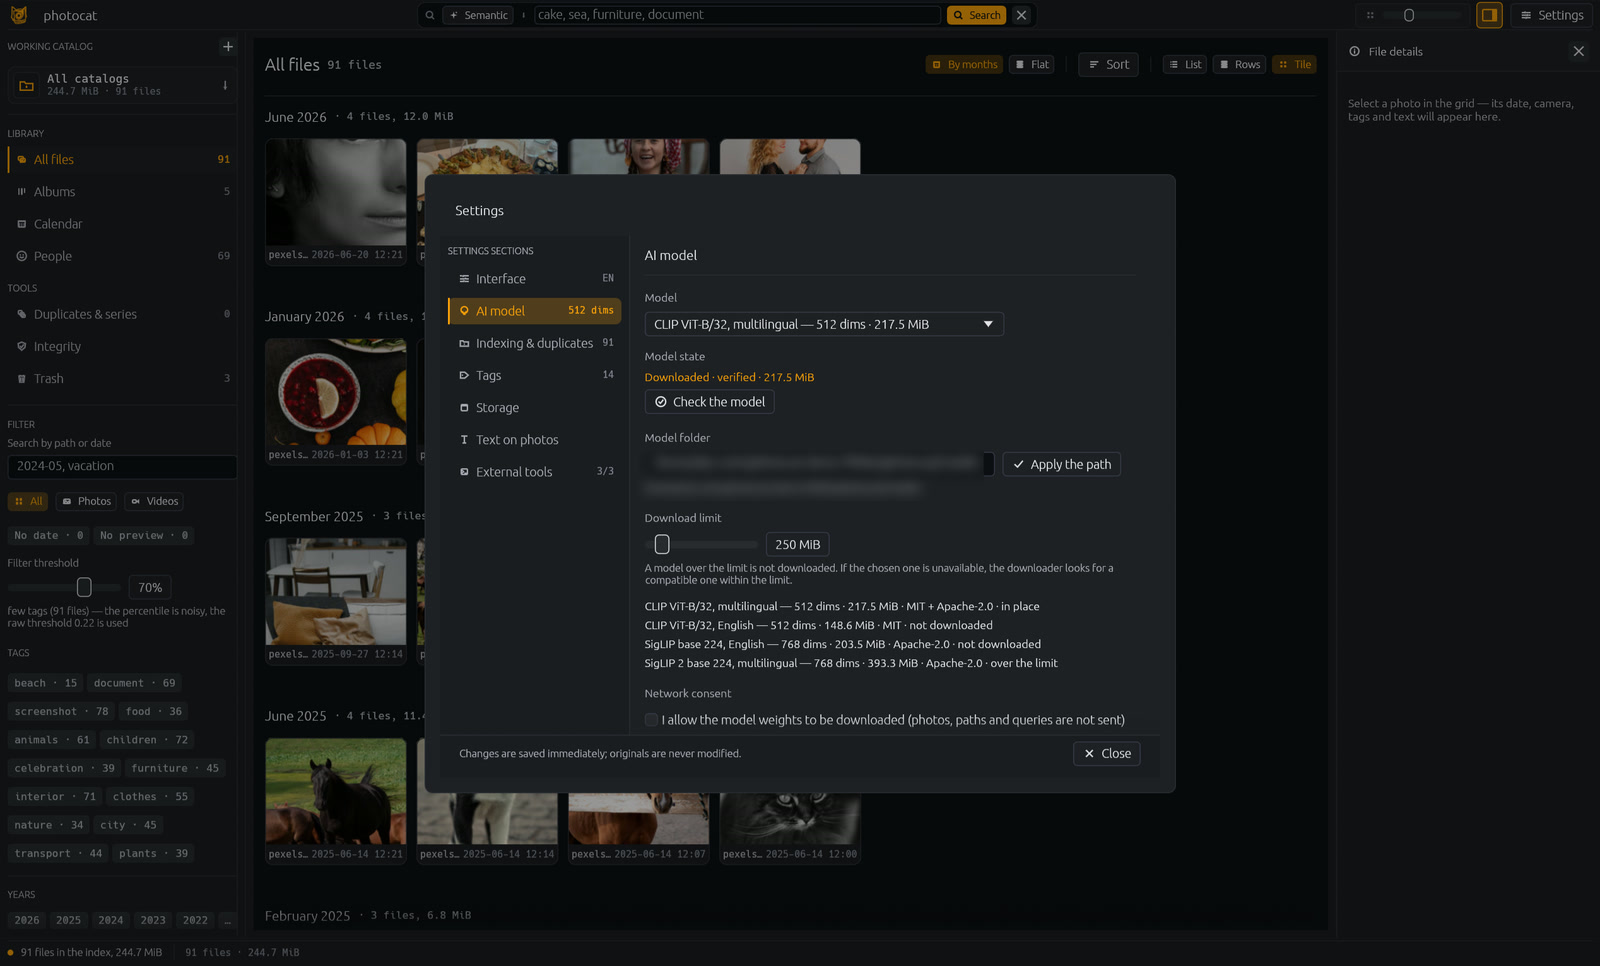 photocat
Semantic
cake, sea, furniture, document
Search
Settings
WORKING CATALOG
All catalogs
244.7 MiB · 91 files
LIBRARY
All files 91
Albums 5
Calendar
People 69
TOOLS
Duplicates & series 0
Integrity
Trash 3
FILTER
Search by path or date
2024-05, vacation
All
Photos
Videos
No date · 0
No preview · 0
Filter threshold
70%
few tags (91 files) — the percentile is noisy, the
raw threshold 0.22 is used
TAGS
beach · 15
document · 69
screenshot · 78
food · 36
animals · 61
children · 72
celebration · 39
furniture · 45
interior · 71
clothes · 55
nature · 34
city · 45
transport · 44
plants · 39
YEARS
2026
2025
2024
2023
2022
…
91 files in the index, 244.7 MiB
91 files · 244.7 MiB
All files 91 files
By months
Flat
Sort
List
Rows
Tile
June 2026 · 4 files, 12.0 MiB
pexels… 2026-06-20 12:21
January 2026 · 4 files, 1
pexels… 2026-01-03 12:21
September 2025 · 3 files
pexels… 2025-09-27 12:14
June 2025 · 4 files, 11.4
pexels… 2025-06-14 12:21
pexels… 2025-06-14 12:14
pexels… 2025-06-14 12:07
pexels… 2025-06-14 12:00
February 2025 · 3 files, 6.8 MiB
Settings
SETTINGS SECTIONS
Interface EN
AI model 512 dims
Indexing & duplicates 91
Tags 14
Storage
Text on photos
External tools 3/3
AI model
Model
CLIP ViT-B/32, multilingual — 512 dims · 217.5 MiB
Model state
Downloaded · verified · 217.5 MiB
Check the model
Model folder
Apply the path
Download limit
250 MiB
A model over the limit is not downloaded. If the chosen one is unavailable, the downloader looks for a
compatible one within the limit.
CLIP ViT-B/32, multilingual — 512 dims · 217.5 MiB · MIT + Apache-2.0 · in place
CLIP ViT-B/32, English — 512 dims · 148.6 MiB · MIT · not downloaded
SigLIP base 224, English — 768 dims · 203.5 MiB · Apache-2.0 · not downloaded
SigLIP 2 base 224, multilingual — 768 dims · 393.3 MiB · Apache-2.0 · over the limit
Network consent
I allow the model weights to be downloaded (photos, paths and queries are not sent)
Changes are saved immediately; originals are never modified.
Close
File details
Select a photo in the grid — its date, camera,
tags and text will appear here.